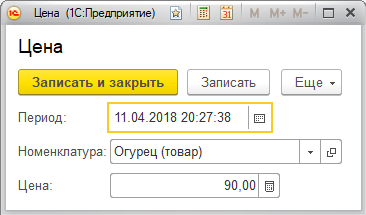 Цена (1С:Предприятие)
M M+ M-
Цена
Записать и закрыть Записать Еще
Период: 11.04.2018 20:27:38
Номенклатура: Огурец (товар)
Цена: 90,00